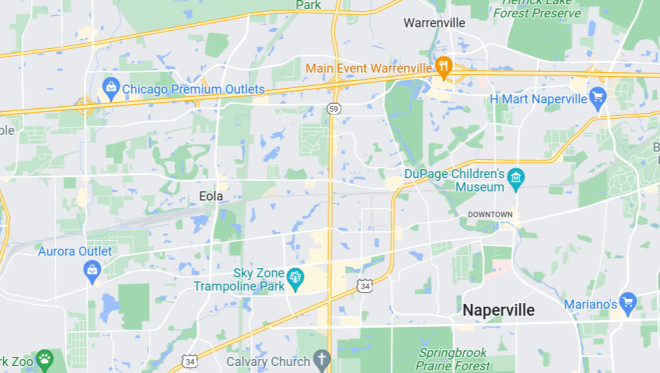 Park
Herrick Lake
Forest Preserve
Warrenville
Main Event Warrenville
Chicago Premium Outlets
H Mart Naperville
59
ple
B
DuPage Children's
Museum
Eola
DOWNTOWN
Aurora Outlet
Sky Zone
Trampoline Park
34
Naperville
Mariano's
34
rk Zoo
Calvary Church
Springbrook
Prairie Forest